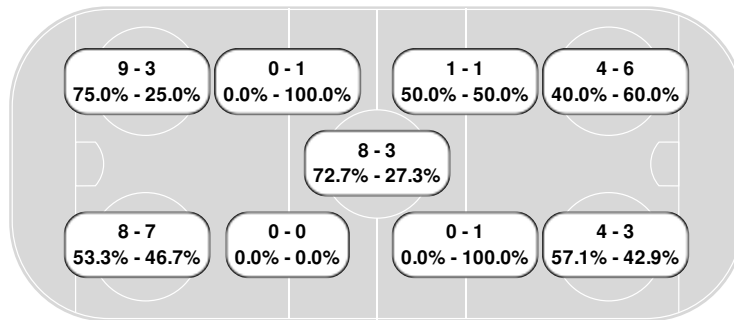 9 - 3
75.0% - 25.0%
0 - 1
0.0% - 100.0%
1 - 1
50.0% - 50.0%
4 - 6
40.0% - 60.0%
8 - 3
72.7% - 27.3%
8 - 7
53.3% - 46.7%
0 - 0
0.0% - 0.0%
0 - 1
0.0% - 100.0%
4 - 3
57.1% - 42.9%